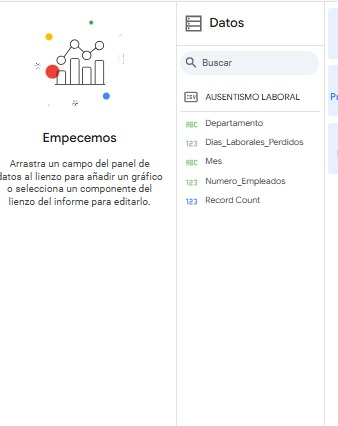 Empecemos
Arrastra un campo del panel de
datos al lienzo para añadir un gráfico
o selecciona un componente del
lienzo del informe para editarlo.
Datos
Buscar
CSV AUSENTISMO LABORAL
ABC Departamento
123 Dias_Laborales_Perdidos
ABC Mes
123 Numero_Empleados
123 Record Count